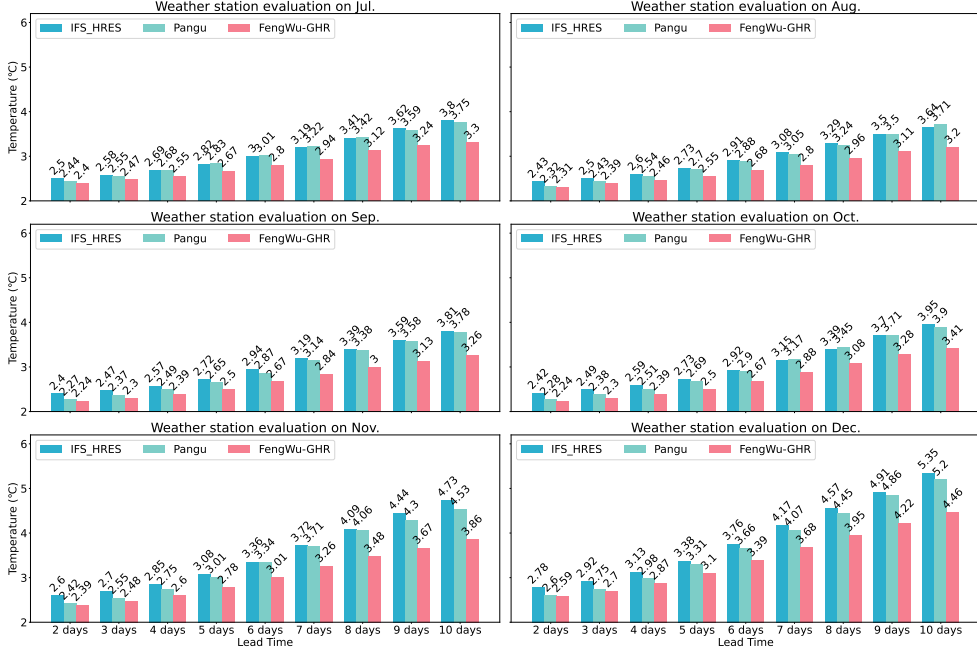 Weather station evaluation on Jul.
IFS_HRES Pangu FengWu-GHR
Temperature (°C)
6
5
4
3
2
2.5 2.44 2.4 2.58 2.55 2.47 2.69 2.68 2.55 2.82 2.83 2.67 3 3.01 2.8 3.19 3.22 2.94 3.41 3.42 3.12 3.62 3.59 3.24 3.8 3.75 3.3
Weather station evaluation on Aug.
IFS_HRES Pangu FengWu-GHR
2.43 2.32 2.31 2.5 2.43 2.39 2.6 2.54 2.46 2.73 2.7 2.55 2.91 2.88 2.68 3.08 3.05 2.8 3.29 3.24 2.96 3.5 3.5 3.11 3.64 3.71 3.2
Weather station evaluation on Sep.
IFS_HRES Pangu FengWu-GHR
Temperature (°C)
6
5
4
3
2
2.4 2.27 2.24 2.47 2.37 2.3 2.57 2.49 2.39 2.72 2.65 2.5 2.94 2.87 2.67 3.19 3.14 2.84 3.39 3.38 3 3.59 3.58 3.13 3.81 3.78 3.26
Weather station evaluation on Oct.
IFS_HRES Pangu FengWu-GHR
2.42 2.28 2.24 2.49 2.38 2.3 2.59 2.51 2.39 2.73 2.69 2.5 2.92 2.9 2.67 3.15 3.17 2.88 3.39 3.45 3.08 3.7 3.71 3.28 3.95 3.9 3.41
Weather station evaluation on Nov.
IFS_HRES Pangu FengWu-GHR
Temperature (°C)
6
5
4
3
2
2.6 2.42 2.39 2.7 2.55 2.48 2.85 2.75 2.6 3.08 3.01 2.78 3.36 3.34 3.01 3.72 3.71 3.26 4.09 4.06 3.48 4.44 4.3 3.67 4.73 4.53 3.86
2 days 3 days 4 days 5 days 6 days 7 days 8 days 9 days 10 days
Lead Time
Weather station evaluation on Dec.
IFS_HRES Pangu FengWu-GHR
2.78 2.6 2.59 2.92 2.75 2.7 3.13 2.98 2.87 3.38 3.31 3.1 3.76 3.66 3.39 4.17 4.07 3.68 4.57 4.45 3.95 4.91 4.86 4.22 5.35 5.2 4.46
2 days 3 days 4 days 5 days 6 days 7 days 8 days 9 days 10 days
Lead Time